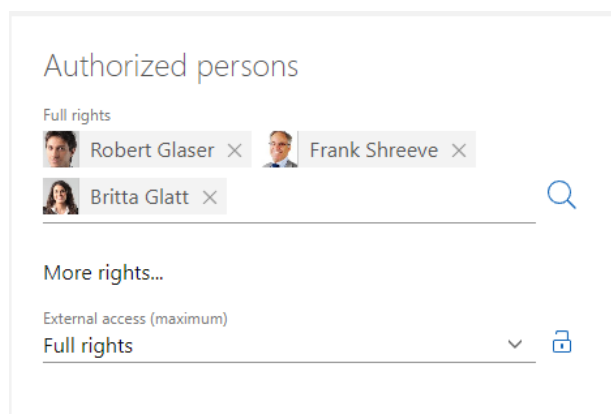 Authorized persons
Full rights
Robert Glaser Frank Shreeve
Britta Glatt
More rights...
External access (maximum)
Full rights